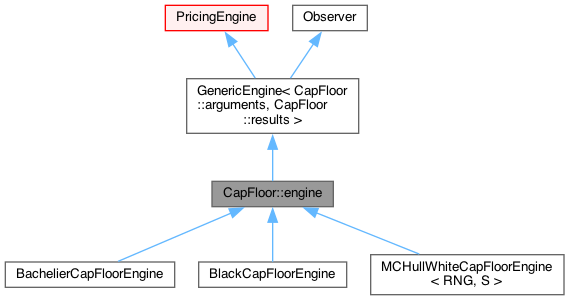 PricingEngine
Observer
GenericEngine< CapFloor
::arguments, CapFloor
::results >
CapFloor::engine
BachelierCapFloorEngine
BlackCapFloorEngine
MCHullWhiteCapFloorEngine
< RNG, S >